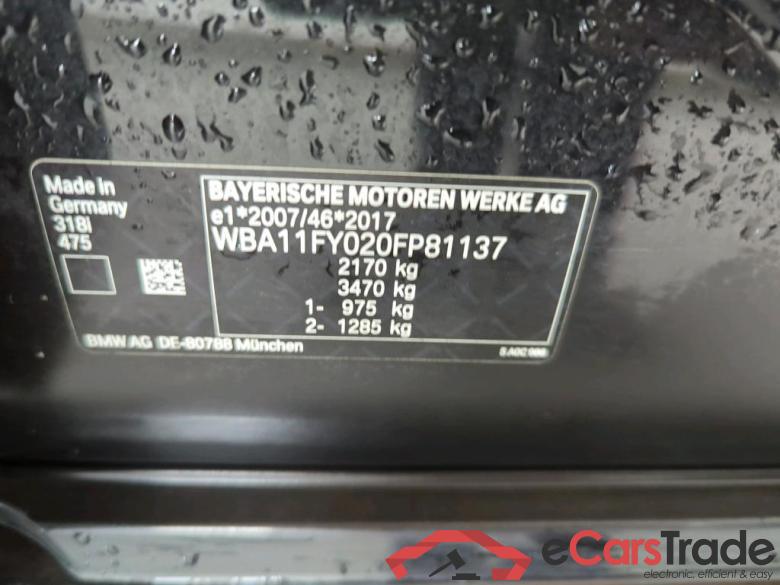 Made in
Germany
318i
475
BAYERISCHE MOTOREN WERKE AG
e1*2007/46*2017
WBA11FY020FP81137
2170 kg
3470 kg
1- 975 kg
2- 1285 kg
BMW AG DE-80788 München
eCarsTrade
electronic, efficient & easy